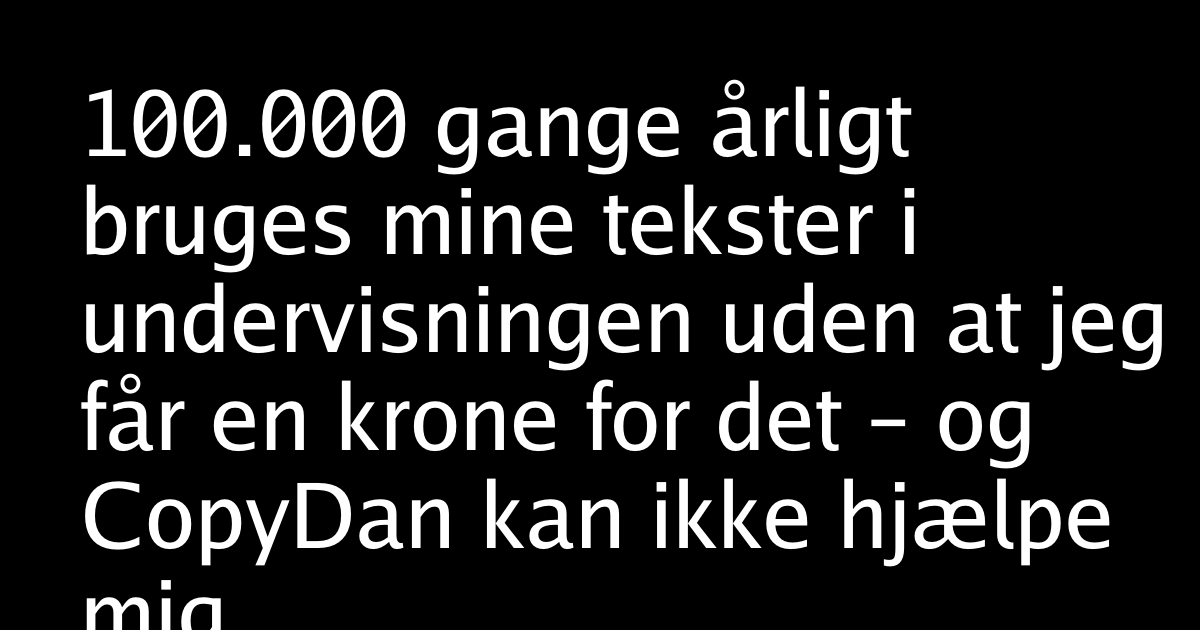 100.000 gange årligt
bruges mine tekster i
undervisningen uden at jeg
får en krone for det – og
CopyDan kan ikke hjælpe
mig